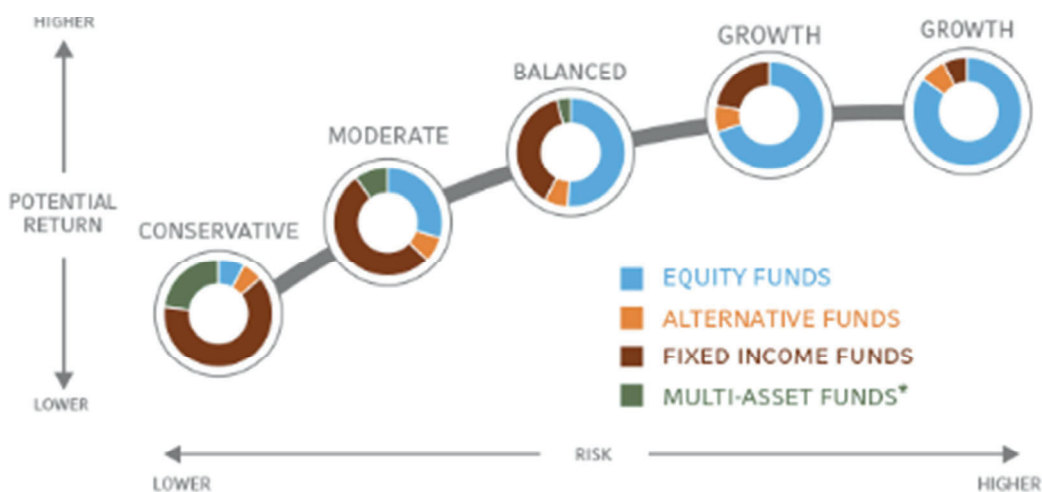 HIGHER
GROWTH
GROWTH
BALANCED
MODERATE
POTENTIAL
RETURN
CONSERVATIVE
EQUITY FUNDS
ALTERNATIVE FUNDS
FIXED INCOME FUNDS
MULTI-ASSET FUNDS*
LOWER
RISK
LOWER
HIGHER